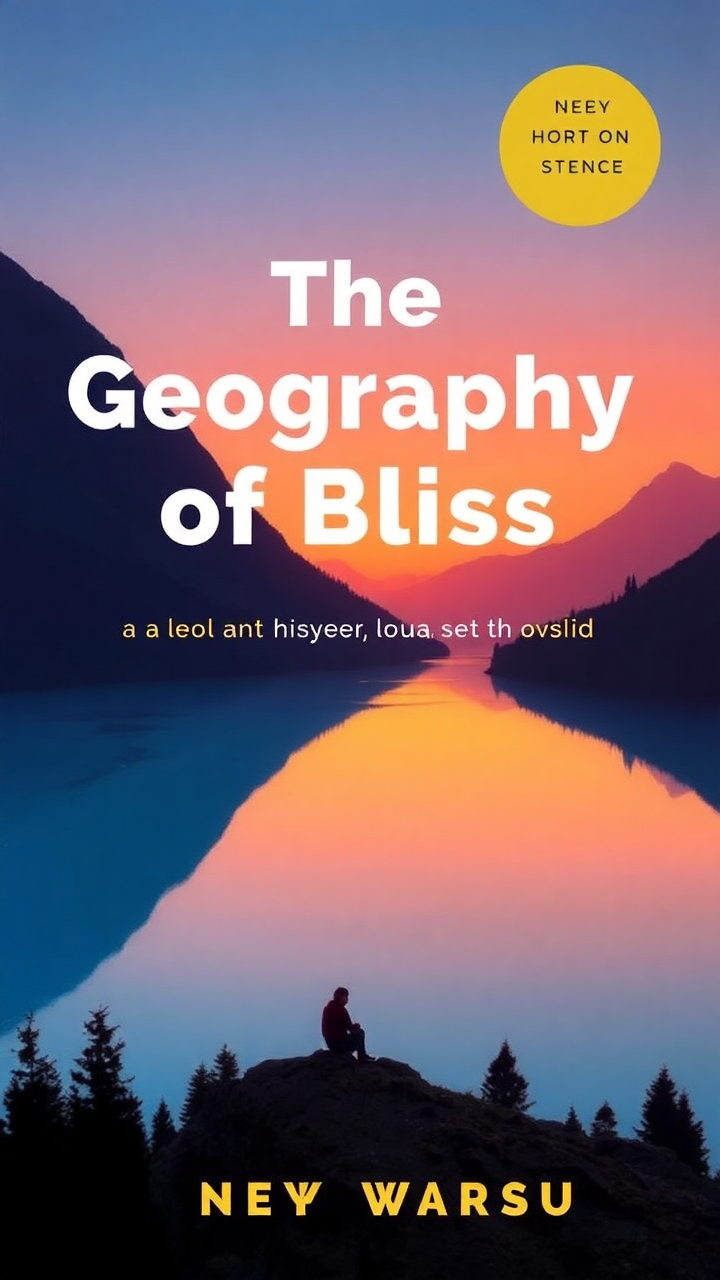 NEEY
HORT ON
STENCE
The
Geography
of Bliss
a a leol ant hisyeer, loua. set th ovslid
NEY WARSU